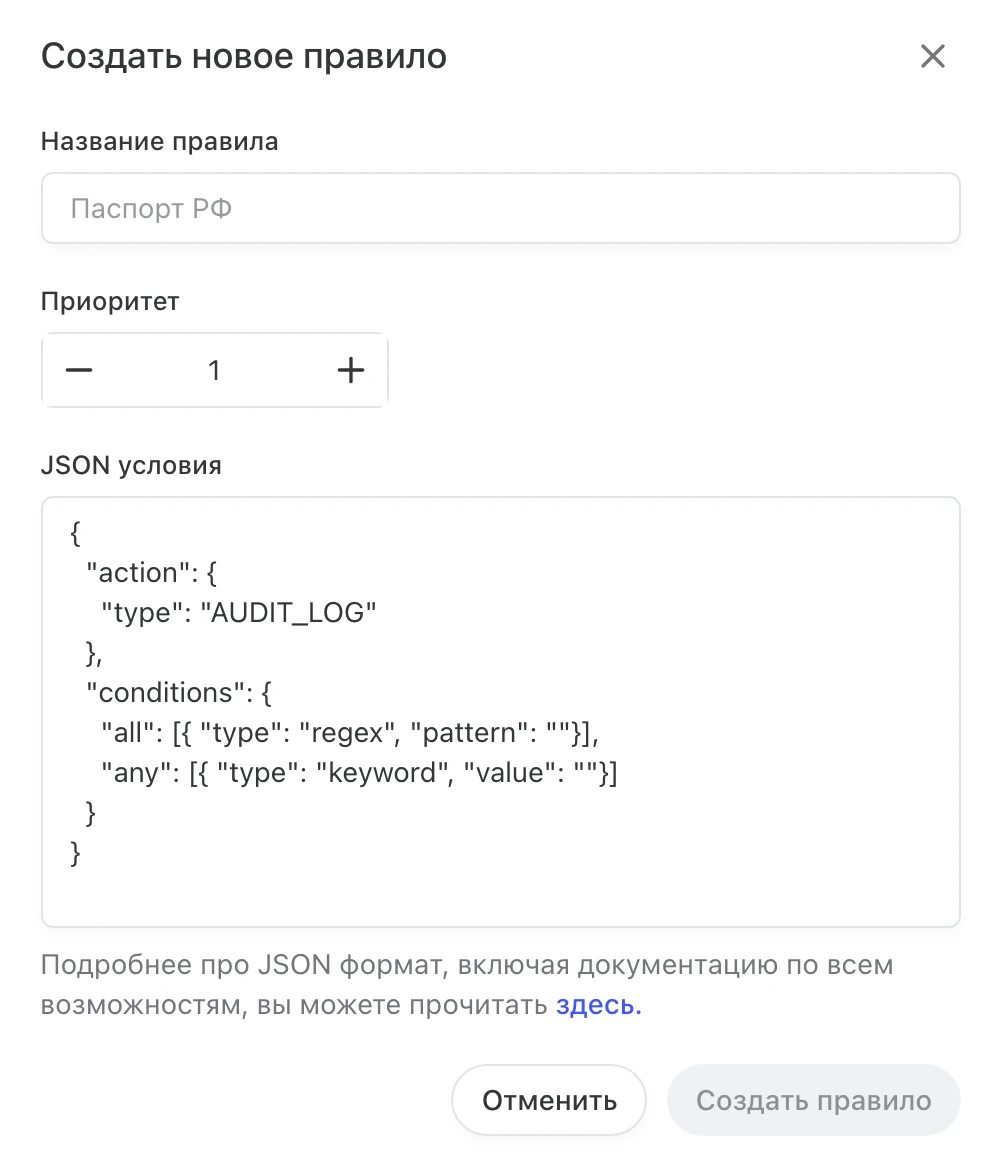 Создать новое правило
Название правила
Паспорт РФ
Приоритет
1
JSON условия
{
  "action": {
    "type": "AUDIT_LOG"
  },
  "conditions": {
    "all": [{ "type": "regex", "pattern": ""}],
    "any": [{ "type": "keyword", "value": ""}]
  }
}
Подробнее про JSON формат, включая документацию по всем
возможностям, вы можете прочитать здесь.
Отменить
Создать правило